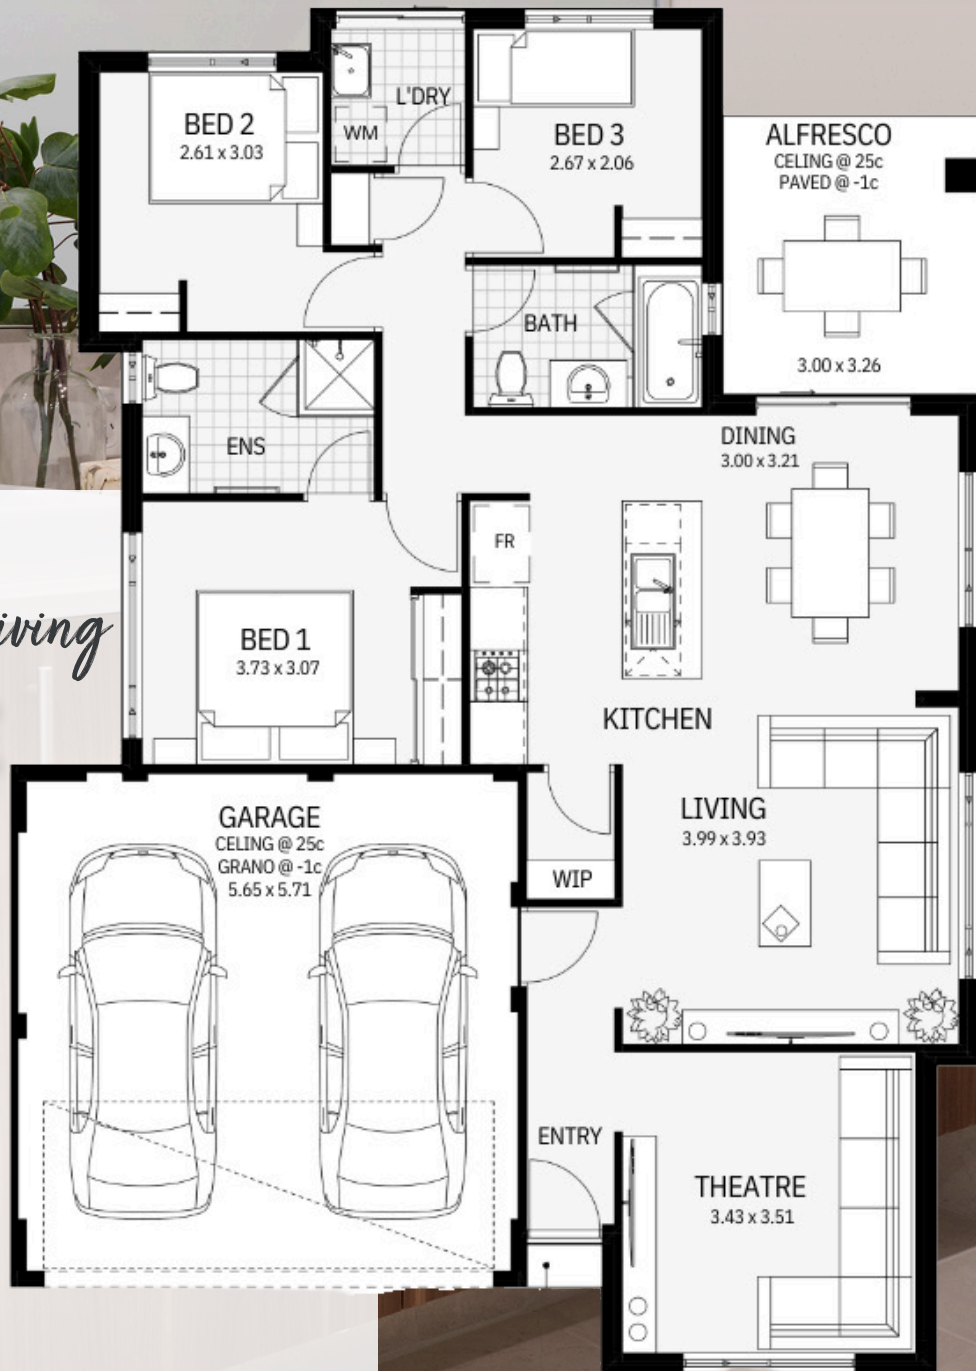 L'DRY
WM
BED 2
2.61 x 3.03
BED 3
2.67 x 2.06
ALFRESCO
CELING @ 25c
PAVED @ -1c
3.00 x 3.26
BATH
ENS
DINING
3.00 x 3.21
FR
BED 1
3.73 x 3.07
KITCHEN
LIVING
3.99 x 3.93
GARAGE
CELING @ 25c
GRANO @ -1c
5.65 x 5.71
WIP
ENTRY
THEATRE
3.43 x 3.51
iving